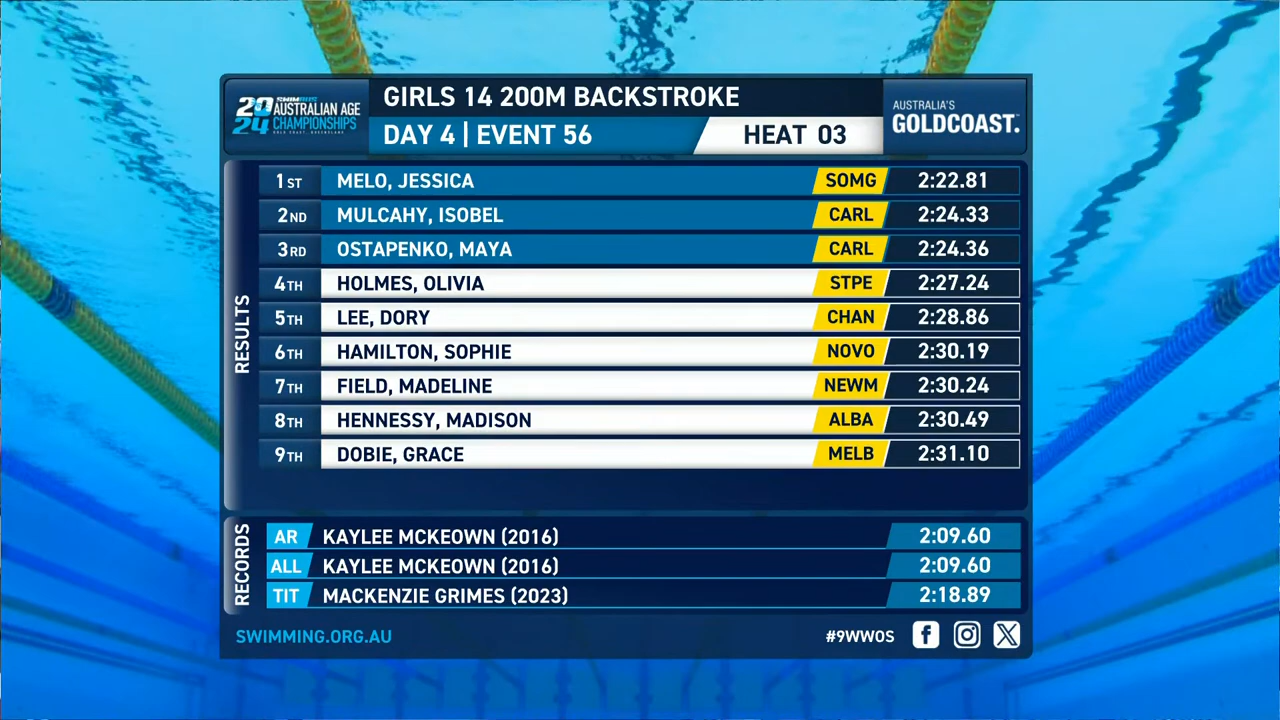 2024 SWIM AUS AUSTRALIAN AGE CHAMPIONSHIPS
GOLD COAST, QUEENSLAND
GIRLS 14 200M BACKSTROKE
DAY 4 | EVENT 56
HEAT 03
AUSTRALIA'S
GOLDCOAST.
RESULTS
1ST MELO, JESSICA SOMG 2:22.81
2ND MULCAHY, ISOBEL CARL 2:24.33
3RD OSTAPENKO, MAYA CARL 2:24.36
4TH HOLMES, OLIVIA STPE 2:27.24
5TH LEE, DORY CHAN 2:28.86
6TH HAMILTON, SOPHIE NOVO 2:30.19
7TH FIELD, MADELINE NEWM 2:30.24
8TH HENNESSY, MADISON ALBA 2:30.49
9TH DOBIE, GRACE MELB 2:31.10
RECORDS
AR KAYLEE MCKEOWN (2016) 2:09.60
ALL KAYLEE MCKEOWN (2016) 2:09.60
TIT MACKENZIE GRIMES (2023) 2:18.89
SWIMMING.ORG.AU
#9WWOS